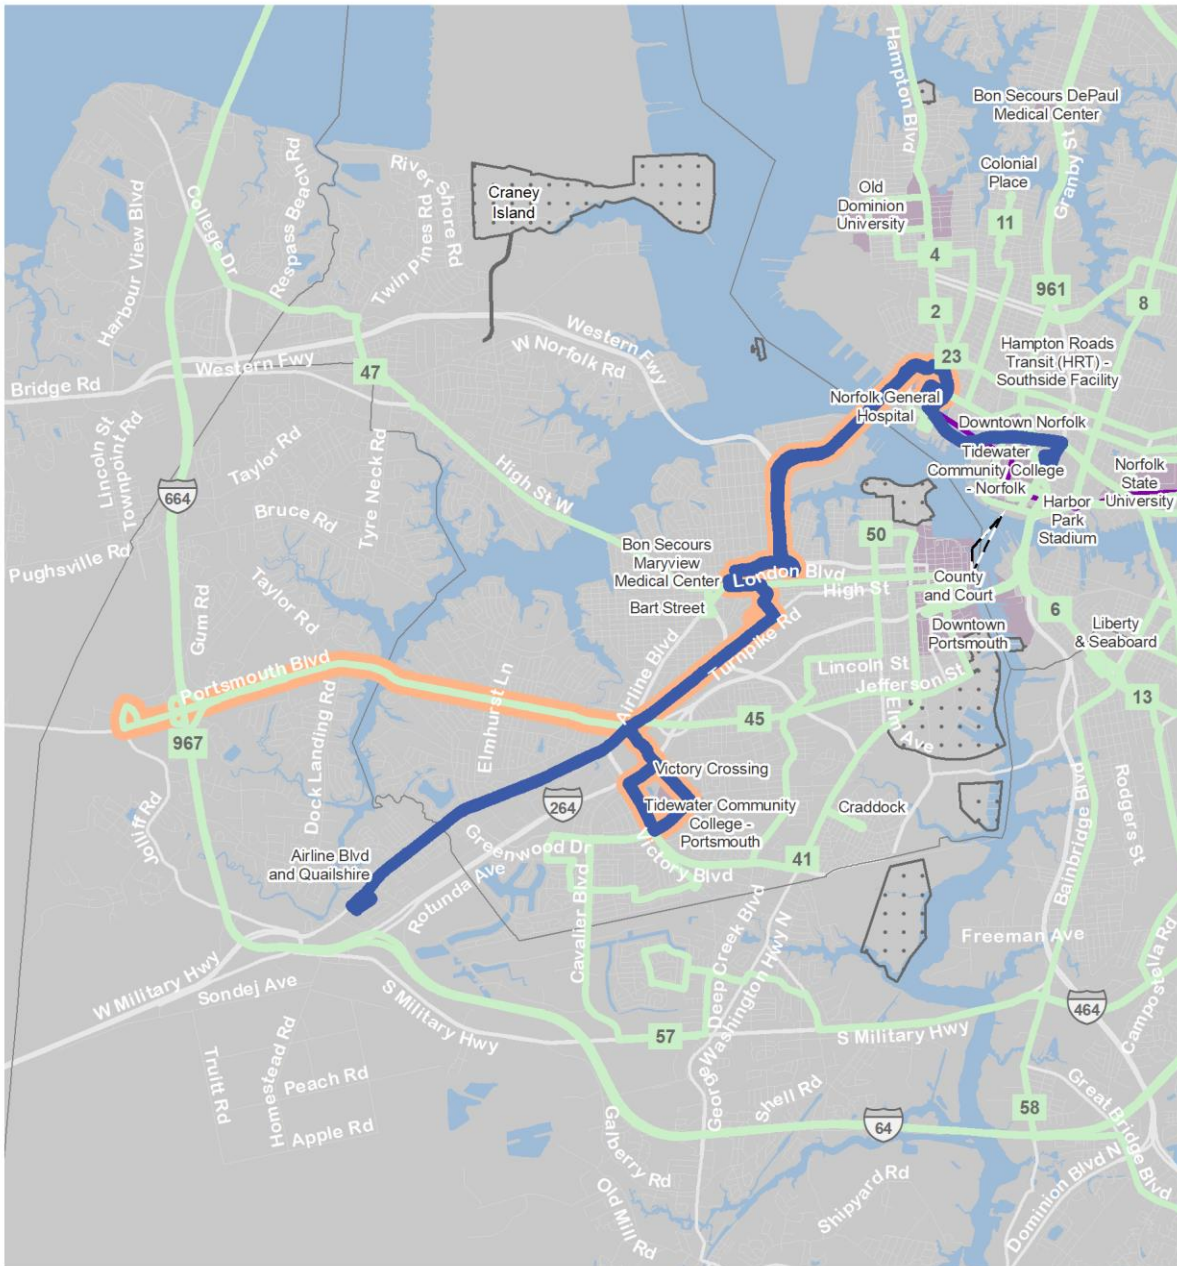 Hampton Blvd
Bon Secours DePaul
Medical Center
Granby St
Colonial
Place
11
Old
Dominion
University
4
961
8
2
23
Hampton Roads
Transit (HRT) -
Southside Facility
River Shore Rd
Craney
Island
Twin Pines Rd
Respass Beach Rd
College Dr
Harbour View Blvd
Western Fwy
W Norfolk Rd
Western Fwy
47
Bridge Rd
Norfolk General
Hospital
Downtown Norfolk
Tidewater
Community College
- Norfolk
Norfolk
State
University
Harbor
Park
Stadium
Lincoln St
Townpoint Rd
Taylor Rd
Tyre Neck Rd
High St W
664
Bruce Rd
Pughsville Rd
50
Bon Secours
Maryview
Medical Center
London Blvd
High St
County
and Court
Bart Street
Taylor Rd
Gum Rd
6
Downtown
Portsmouth
Liberty
& Seaboard
Turnpike Rd
Airline Blvd
Lincoln St
Jefferson St
Portsmouth Blvd
Elmhurst Ln
Dock Landing Rd
13
45
Elm Ave
967
Victory Crossing
264
Tidewater Community
College -
Portsmouth
Craddock
Bainbridge Blvd
Rodgers St
Jolliff Rd
Greenwood Dr
Victory Blvd
41
Airline Blvd
and Quailshire
Rotunda Ave
Cavalier Blvd
Deep Creek Blvd
George Washington Hwy N
Freeman Ave
W Military Hwy
Sondej Ave
S Military Hwy
57
S Military Hwy
464
Campostella Rd
Truitt Rd
Homestead Rd
Peach Rd
Apple Rd
Shell Rd
58
Great Bridge Blvd
64
Galberry Rd
Old Mill Rd
Shipyard Rd
Dominion Blvd N